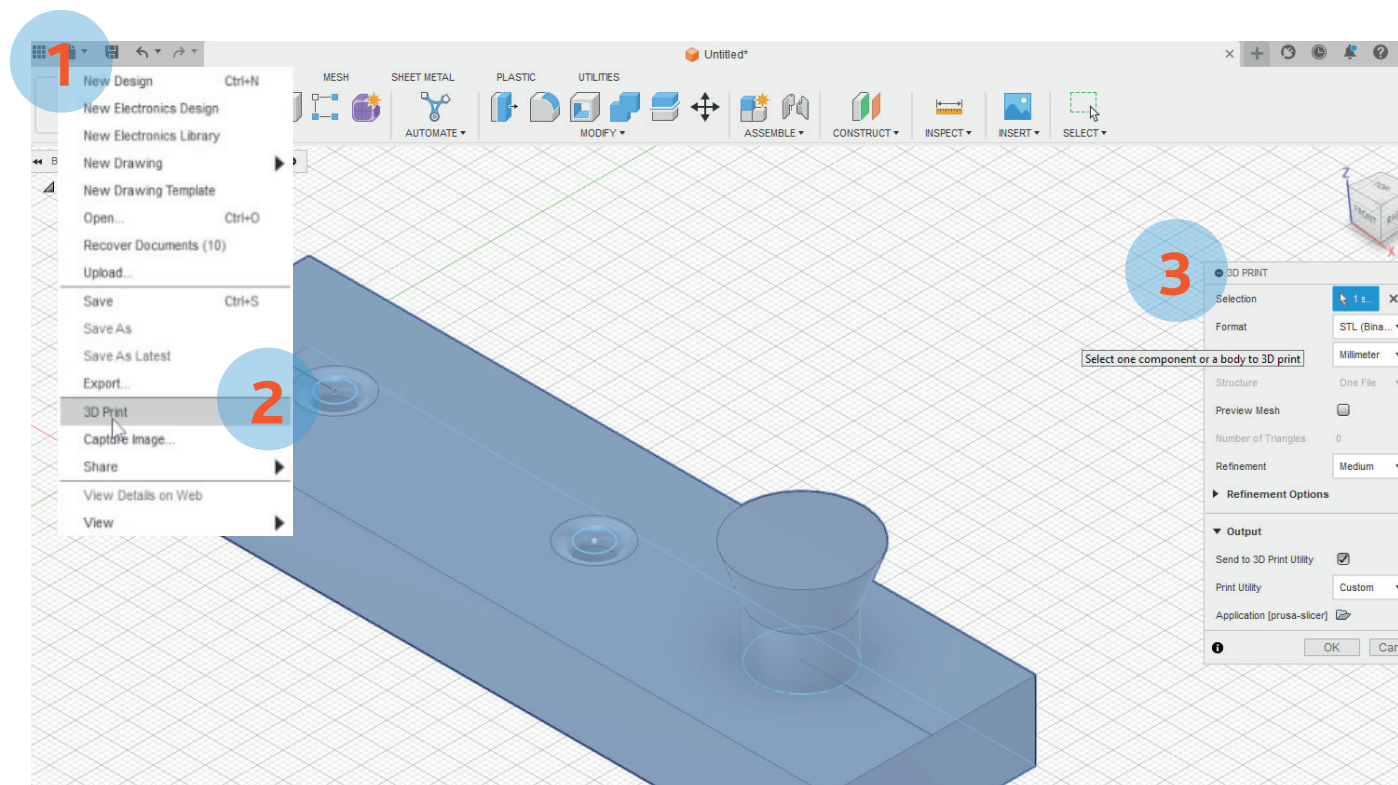 1
Untitled*
MESH SHEET METAL PLASTIC UTILITIES
AUTOMATE MODIFY ASSEMBLE CONSTRUCT INSPECT INSERT SELECT
New Design Ctrl+N
New Electronics Design
New Electronics Library
New Drawing
New Drawing Template
Open... Ctrl+O
Recover Documents (10)
Upload...
Save Ctrl+S
Save As
Save As Latest
Export...
2
3D Print
Capture Image...
Share
View Details on Web
View
Z
TOP
FRONT
X
3
3D PRINT
Selection 1 s...
Format STL (Bina...
Select one component or a body to 3D print
Millimeter
Structure One File
Preview Mesh
Number of Triangles 0
Refinement Medium
Refinement Options
Output
Send to 3D Print Utility
Print Utility Custom
Application [prusa-slicer]
OK